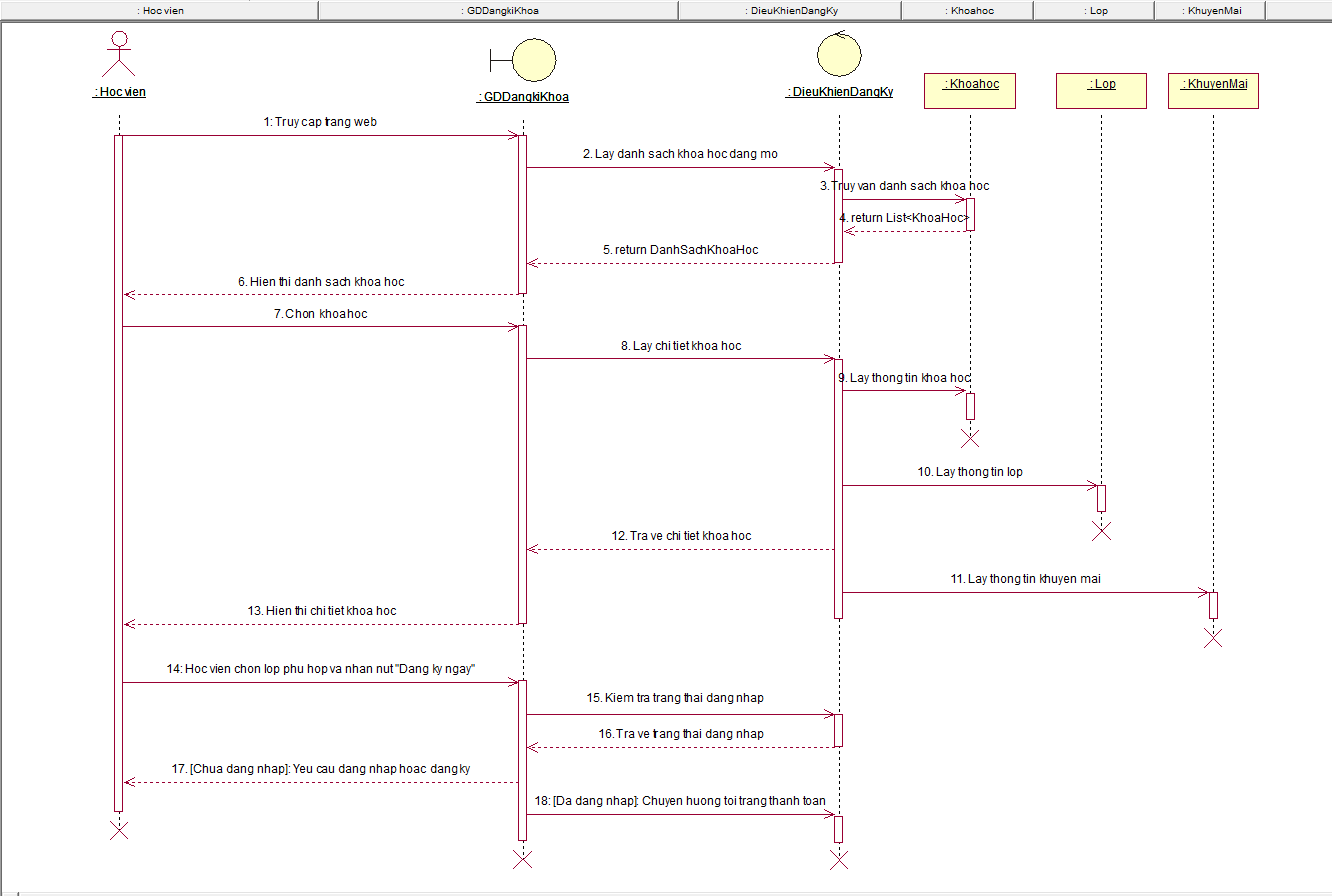 : Hoc vien
: GDDangkiKhoa
: DieuKhienDangKy
: Khoahoc
: Lop
: KhuyenMai
: Hoc vien
: GDDangkiKhoa
: DieuKhienDangKy
: Khoahoc
: Lop
: KhuyenMai
1: Truy cap trang web
2. Lay danh sach khoa hoc dang mo
3. Truy van danh sach khoa hoc
4. return List<KhoaHoc>
5. return DanhSachKhoaHoc
6. Hien thi danh sach khoa hoc
7. Chon khoa hoc
8. Lay chi tiet khoa hoc
9. Lay thong tin khoa hoc
10. Lay thong tin lop
12. Tra ve chi tiet khoa hoc
11. Lay thong tin khuyen mai
13. Hien thi chi tiet khoa hoc
14: Hoc vien chon lop phu hop va nhan nut "Dang ky ngay"
15. Kiem tra trang thai dang nhap
16. Tra ve trang thai dang nhap
17. [Chua dang nhap]: Yeu cau dang nhap hoac dang ky
18: [Da dang nhap]: Chuyen huong toi trang thanh toan